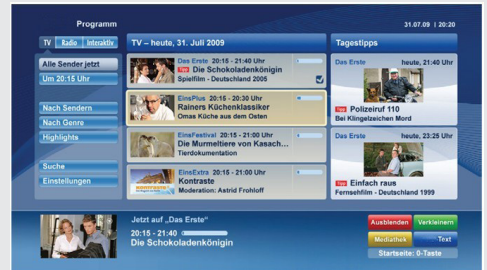 Programm
31.07.09 | 20:20
TV Radio Interaktiv
TV – heute, 31. Juli 2009
Tagestipps
Alle Sender jetzt
Um 20:15 Uhr
Nach Sendern
Nach Genre
Highlights
Suche
Einstellungen
Das Erste 20:15 - 21:40 Uhr
Tipp Die Schokoladenkönigin
Spielfilm - Deutschland 2005
EinsPlus 20:15 - 20:30 Uhr
Rainers Küchenklassiker
Omas Küche aus dem Osten
EinsFestival 20:15 - 21:00 Uhr
Die Murmeltiere von Kasach...
Tierdokumentation
EinsExtra 20:15 - 21:00 Uhr
Kontraste
Moderation: Astrid Frohloff
Das Erste heute, 21:40 Uhr
Tipp Polizeiruf 110
Bei Klingelzeichen Mord
Das Erste heute, 23:25 Uhr
Tipp Einfach raus
Fernsehfilm - Deutschland 1999
Jetzt auf „Das Erste“
20:15 - 21:40
Die Schokoladenkönigin
Ausblenden Verkleinern
Mediathek Text
Startseite: 0-Taste